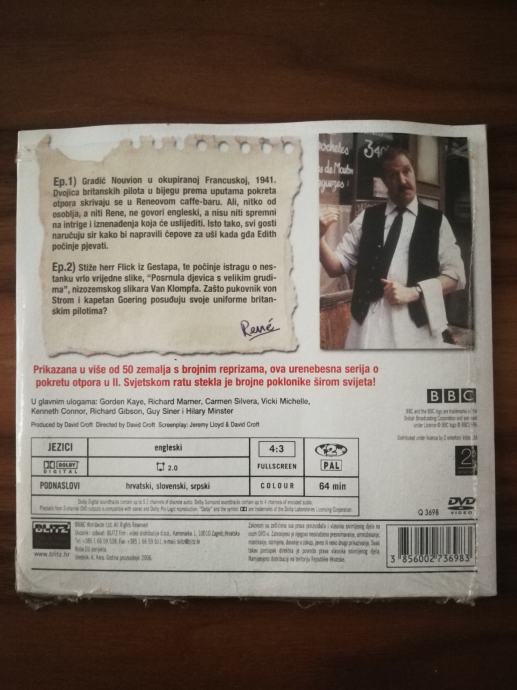 Ep.1) Gradić Nouvion u okupiranoj Francuskoj, 1941.
Dvojica britanskih pilota u bijegu prema uputama pokreta
otpora skrivaju se u Reneovom caffe-baru. Ali, nitko od
osoblja, a niti Rene, ne govori engleski, a nisu niti spremni
na intrige i iznenađenja koja će uslijediti. Isto tako, svi gosti
naručuju sir kako bi napravili čepove za uši kada gđa Edith
počinje pjevati.
Ep.2) Stiže herr Flick iz Gestapa, te počinje istragu o nes-
tanku vrlo vrijedne slike, "Posrnula djevica s velikim grudi-
ma", nizozemskog slikara Van Klompfa. Zašto pukovnik von
Strom i kapetan Goering posuđuju svoje uniforme britan-
skim pilotima?
René
Prikazana u više od 50 zemalja s brojnim reprizama, ova urenebesna serija o
pokretu otpora u II. Svjetskom ratu stekla je brojne poklonike širom svijeta!
U glavnim ulogama: Gorden Kaye, Richard Marner, Carmen Silvera, Vicki Michelle,
Kenneth Connor, Richard Gibson, Guy Siner i Hilary Minster
Produced by David Croft Directed by David Croft Screenplay: Jeremy Lloyd & David Croft
BBC
JEZICI engleski 4:3
DOLBY DIGITAL 2.0 FULLSCREEN PAL
PODNASLOVI hrvatski, slovenski, srpski COLOUR 64 min
Q 3698
DVD VIDEO
BLITZ
www.blitz.hr
3 856002 736983